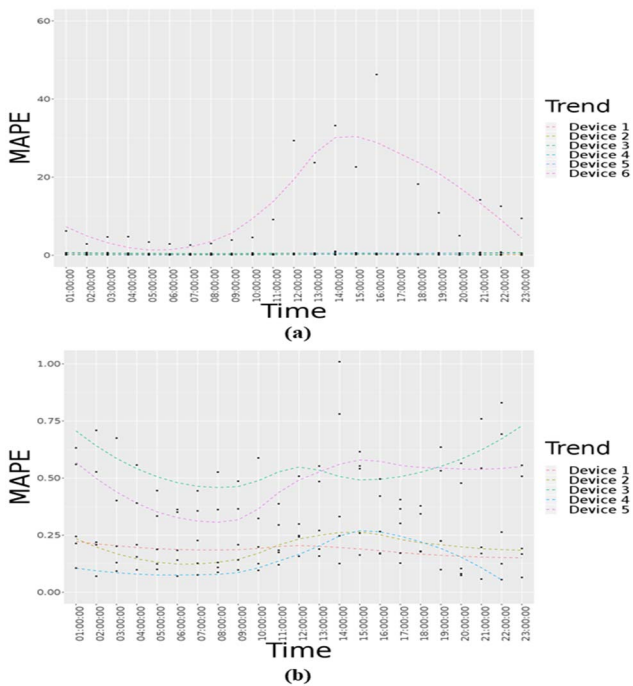 60
40
20
0
MAPE
01:00:00
02:00:00
03:00:00
04:00:00
05:00:00
06:00:00
07:00:00
08:00:00
09:00:00
10:00:00
11:00:00
12:00:00
13:00:00
14:00:00
15:00:00
16:00:00
17:00:00
18:00:00
19:00:00
20:00:00
21:00:00
22:00:00
23:00:00
Time
Trend
Device 1
Device 2
Device 3
Device 4
Device 5
Device 6
(a)
1.00
0.75
0.50
0.25
0.00
MAPE
01:00:00
02:00:00
03:00:00
04:00:00
05:00:00
06:00:00
07:00:00
08:00:00
09:00:00
10:00:00
11:00:00
12:00:00
13:00:00
14:00:00
15:00:00
16:00:00
17:00:00
18:00:00
19:00:00
20:00:00
21:00:00
22:00:00
23:00:00
Time
Trend
Device 1
Device 2
Device 3
Device 4
Device 5
(b)